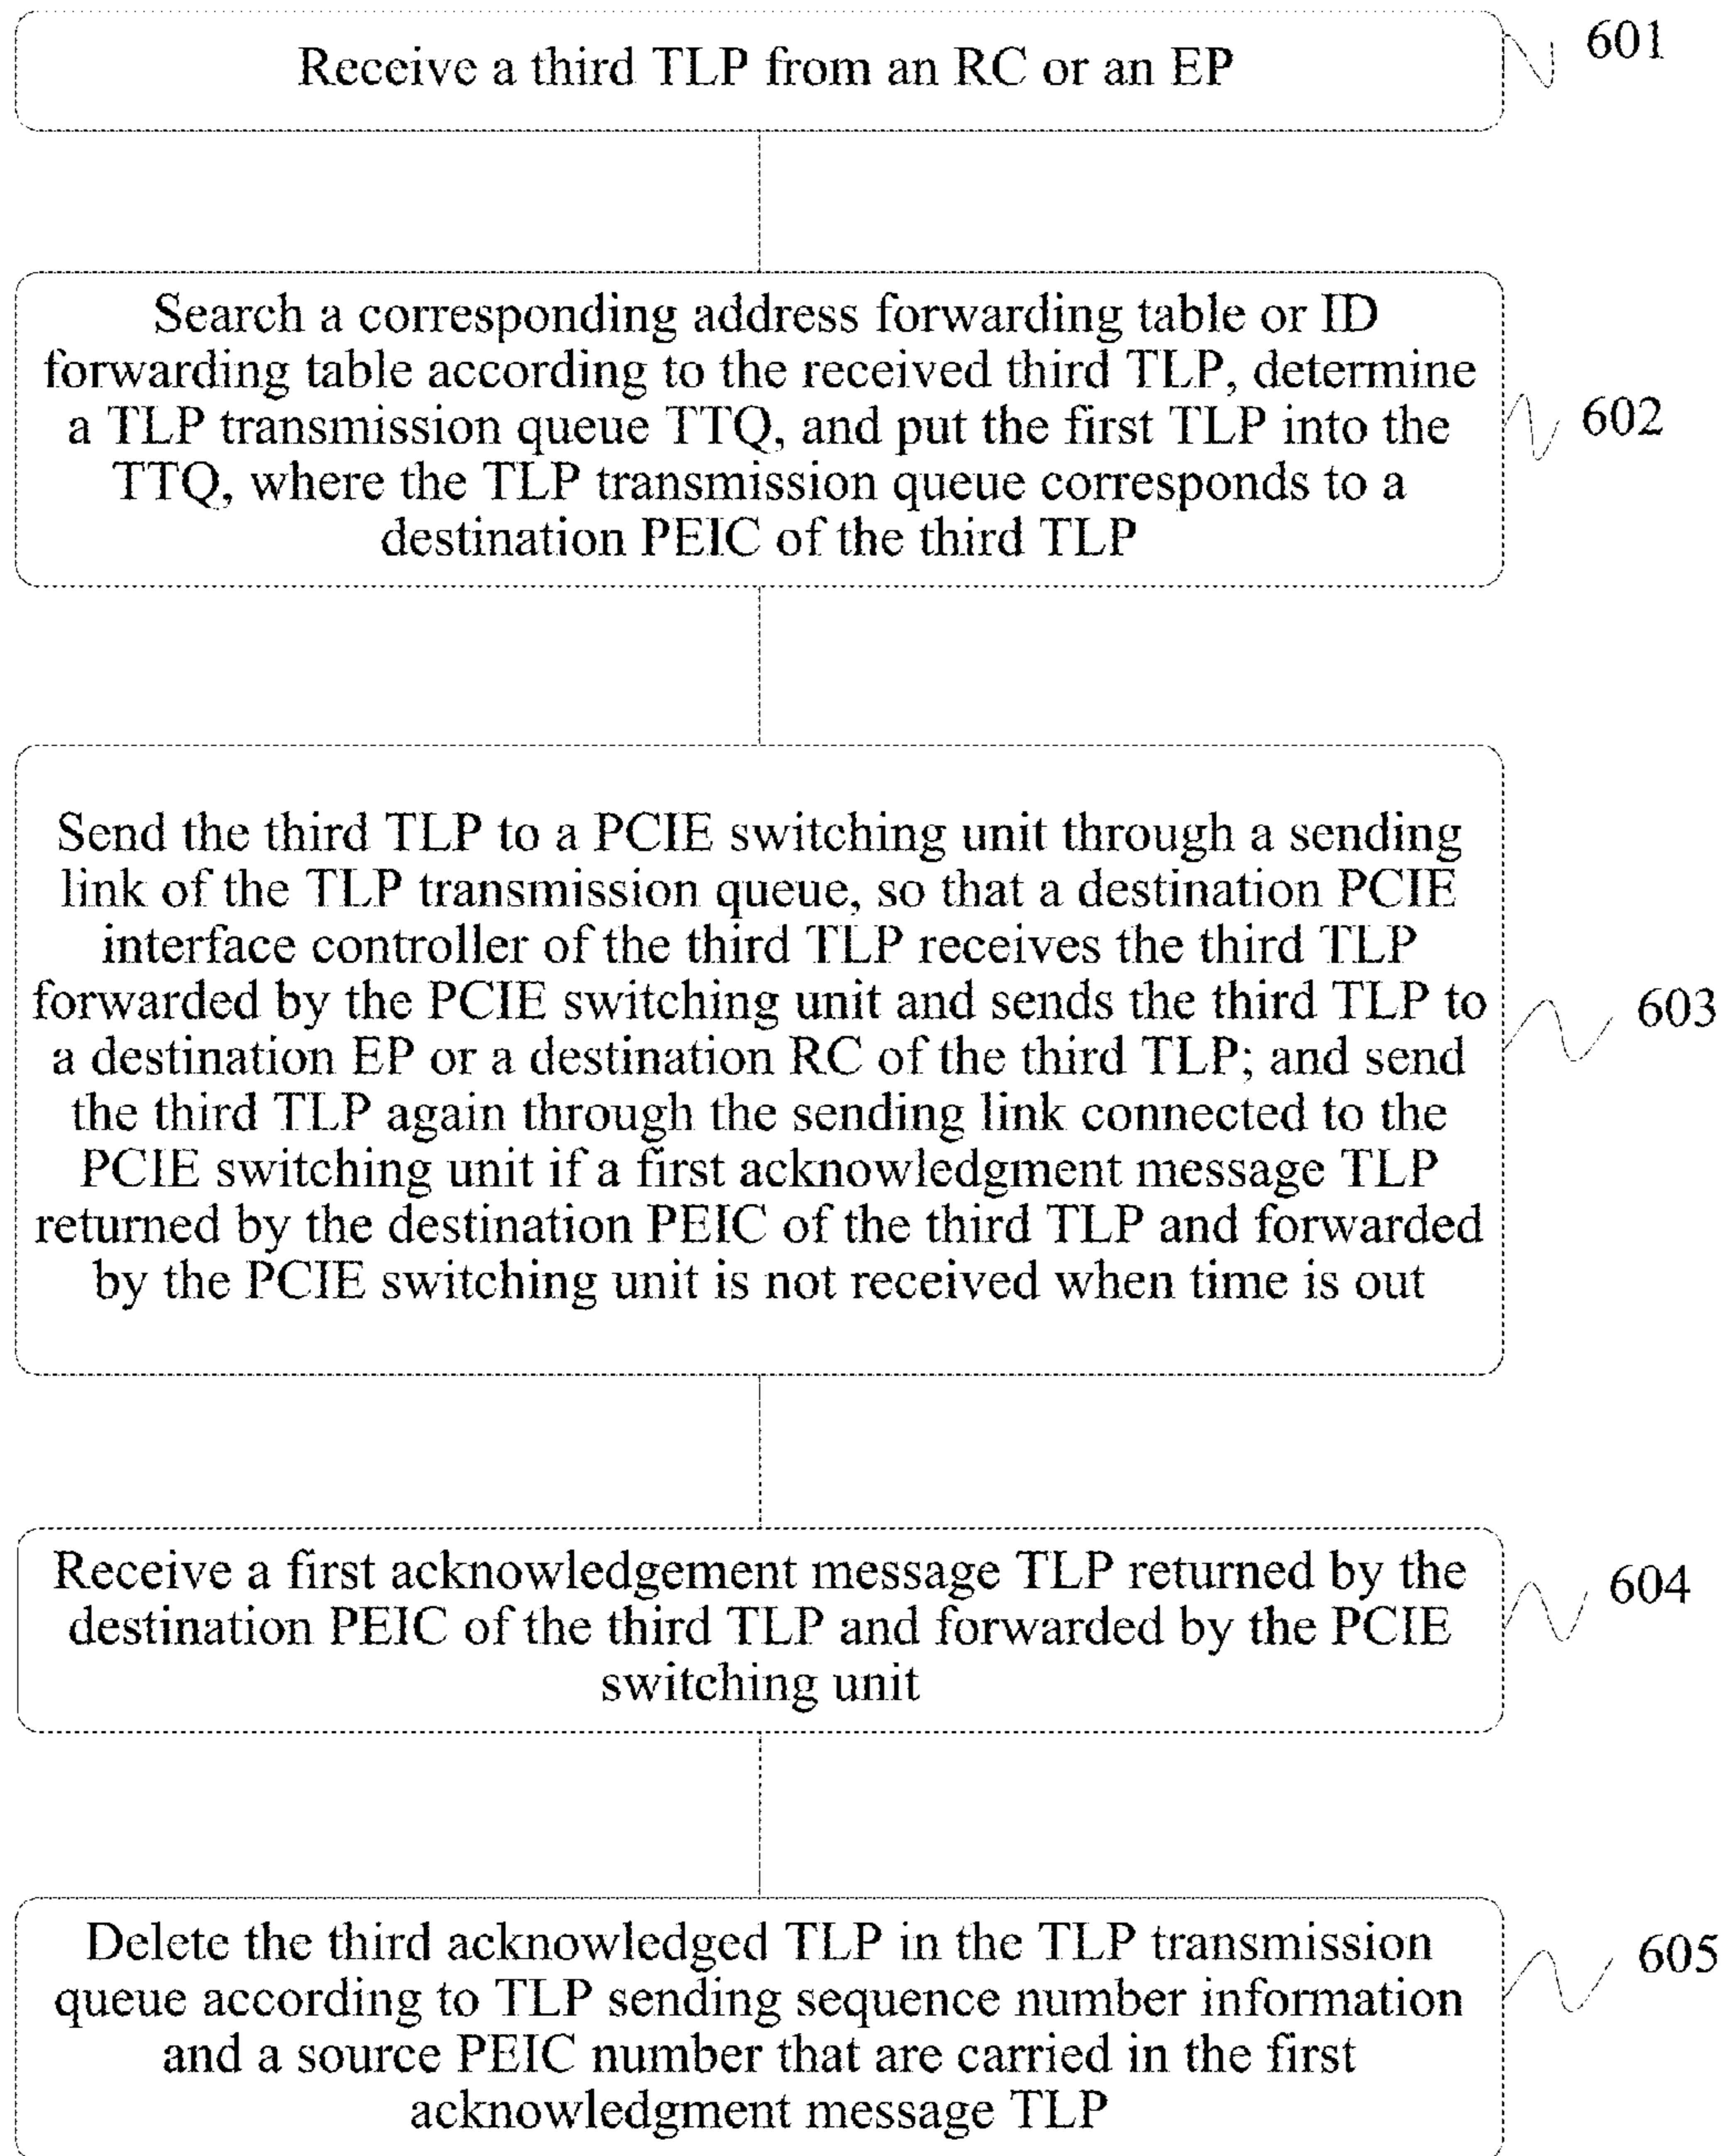 Receive a third TLP from an RC or an EP
601
Search a corresponding address forwarding table or ID
forwarding table according to the received third TLP, determine
a TLP transmission queue TTQ, and put the first TLP into the
TTQ, where the TLP transmission queue corresponds to a
destination PEIC of the third TLP
602
Send the third TLP to a PCIE switching unit through a sending
link of the TLP transmission queue, so that a destination PCIE
interface controller of the third TLP receives the third TLP
forwarded by the PCIE switching unit and sends the third TLP to
a destination EP or a destination RC of the third TLP; and send
the third TLP again through the sending link connected to the
PCIE switching unit if a first acknowledgment message TLP
returned by the destination PEIC of the third TLP and forwarded
by the PCIE switching unit is not received when time is out
603
Receive a first acknowledgement message TLP returned by the
destination PEIC of the third TLP and forwarded by the PCIE
switching unit
604
Delete the third acknowledged TLP in the TLP transmission
queue according to TLP sending sequence number information
and a source PEIC number that are carried in the first
acknowledgment message TLP
605